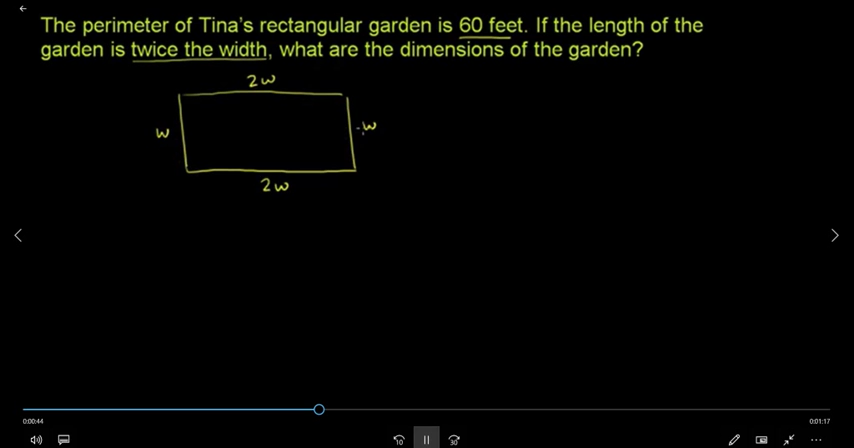 The perimeter of Tina's rectangular garden is 60 feet. If the length of the
garden is twice the width, what are the dimensions of the garden?
2w
w
w
2w
0:00:44
0:01:17
10
30